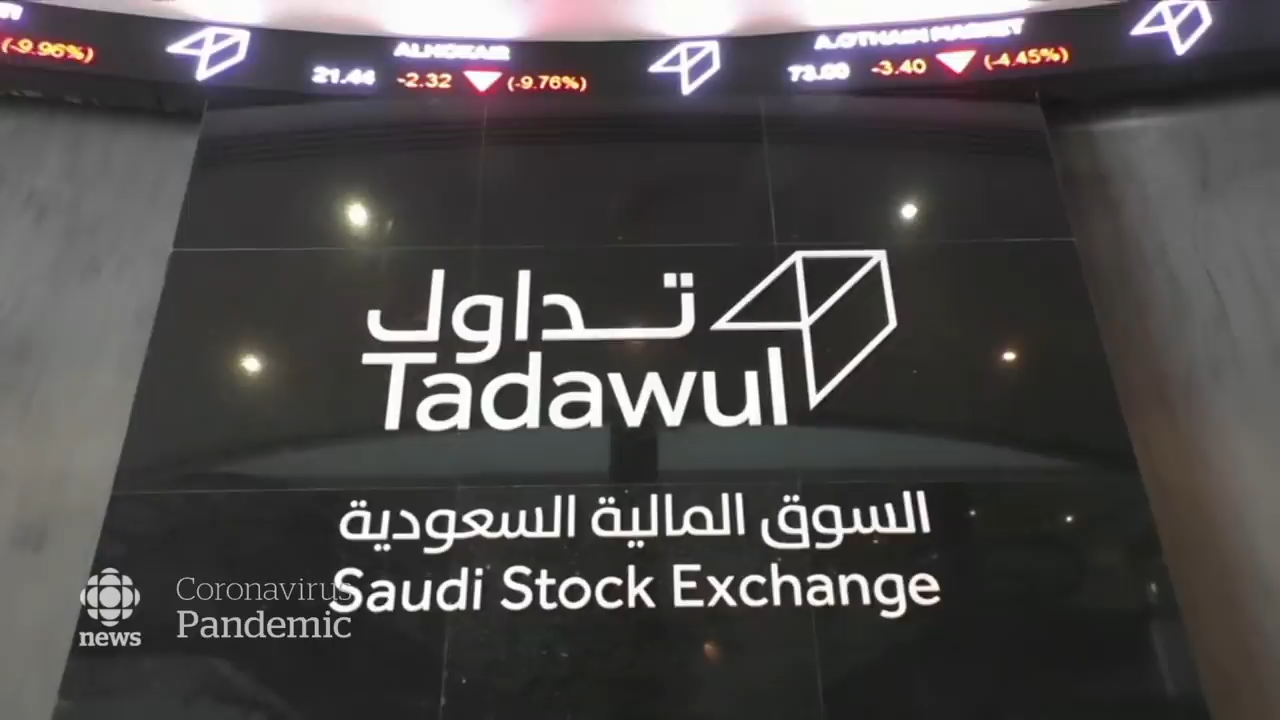 (-9.96%)
ALHOKAIR
21.44 -2.32 (-9.76%)
A.OTHAIM MARKET
73.00 -3.40 (-4.45%)
تداول
Tadawul
السوق المالية السعودية
Saudi Stock Exchange
Coronavirus
Pandemic
news